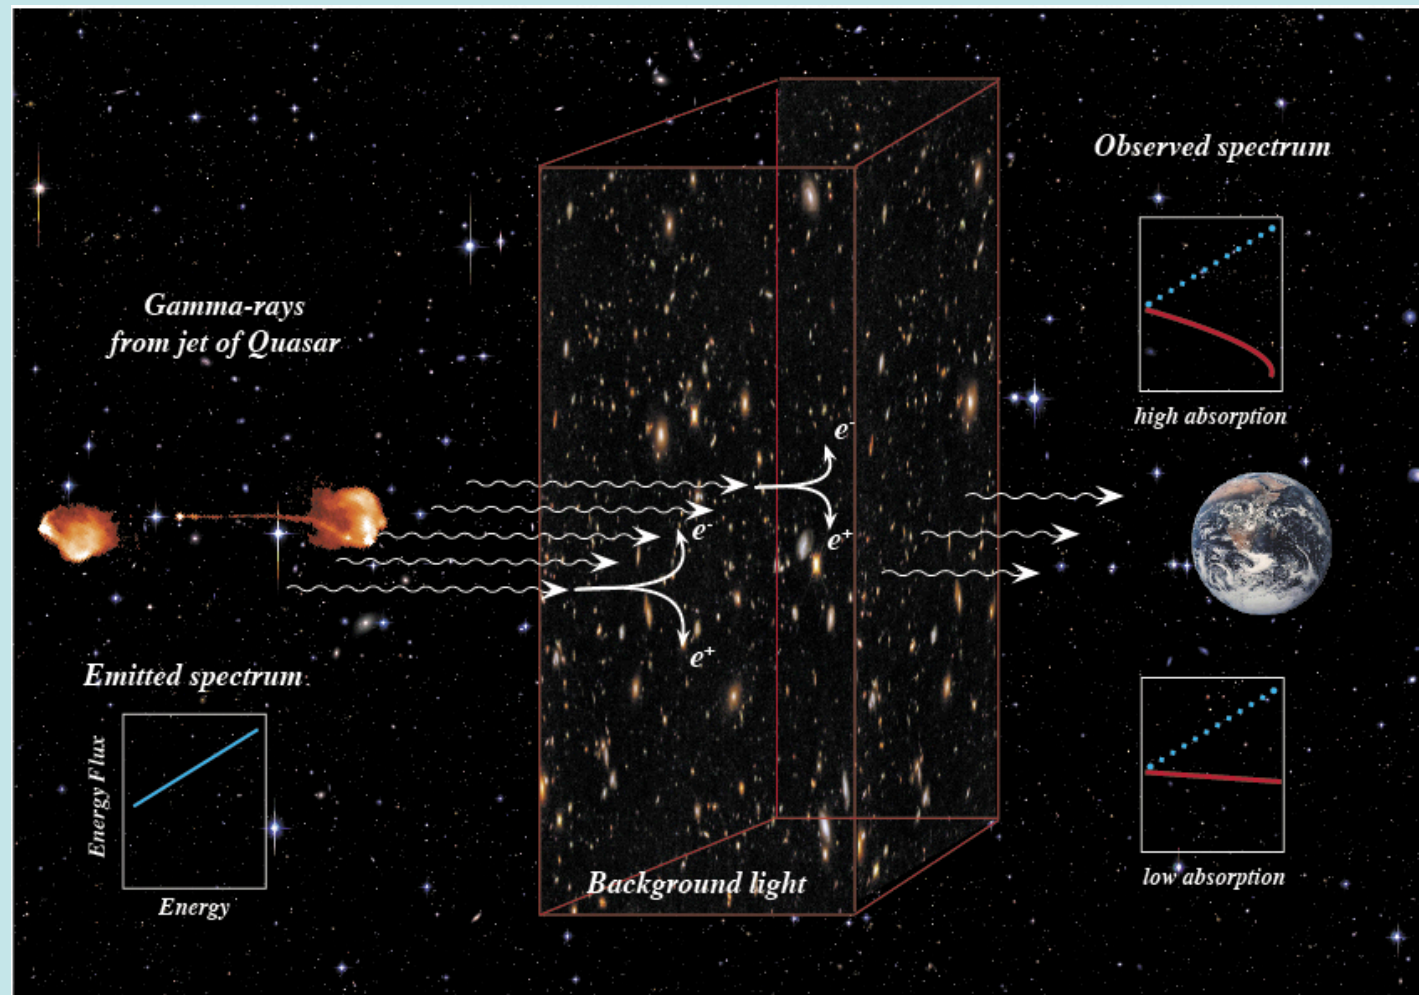 Observed spectrum
Gamma-rays
from jet of Quasar
high absorption
e-
e+
e-
e+
Emitted spectrum
Energy Flux
Energy
Background light
low absorption